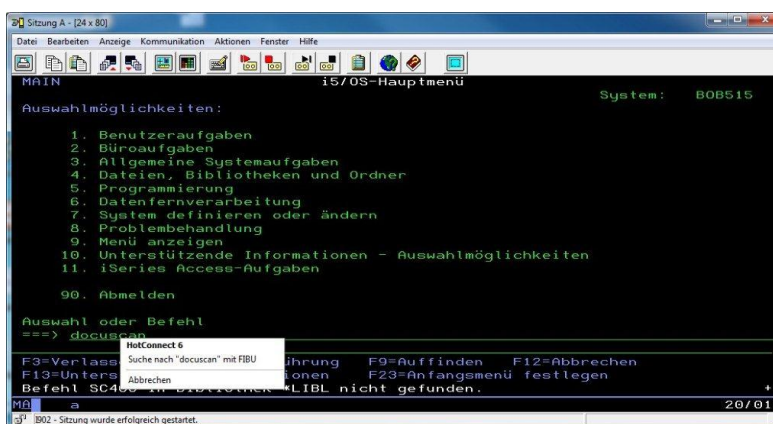 Sitzung A - [24 x 80]
Datei Bearbeiten Anzeige Kommunikation Aktionen Fenster Hilfe
MAIN i5/OS-Hauptmenü
System: BOB515
Auswahlmöglichkeiten:
1. Benutzeraufgaben
2. Büroaufgaben
3. Allgemeine Systemaufgaben
4. Dateien, Bibliotheken und Ordner
5. Programmierung
6. Datenfernverarbeitung
7. System definieren oder ändern
8. Problembehandlung
9. Menü anzeigen
10. Unterstützende Informationen - Auswahlmöglichkeiten
11. iSeries Access-Aufgaben
90. Abmelden
Auswahl oder Befehl
===> docuscan
HotConnect 6
Suche nach "docuscan" mit FIBU
Abbrechen
F3=Verlass ührung F9=Auffinden F12=Abbrechen
F13=Unters ionen F23=Anfangsmenü festlegen
Befehl *LIBL nicht gefunden. +
MA a 20/01
I902 - Sitzung wurde erfolgreich gestartet.